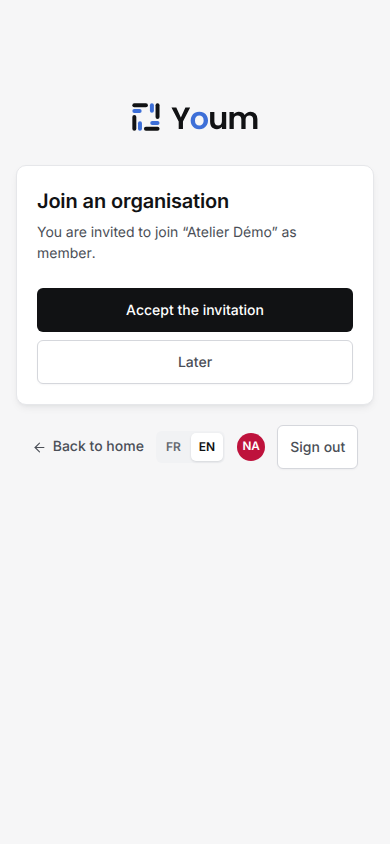 Youm
Join an organisation
You are invited to join “Atelier Démo” as
member.
Accept the invitation
Later
← Back to home FR EN NA Sign out